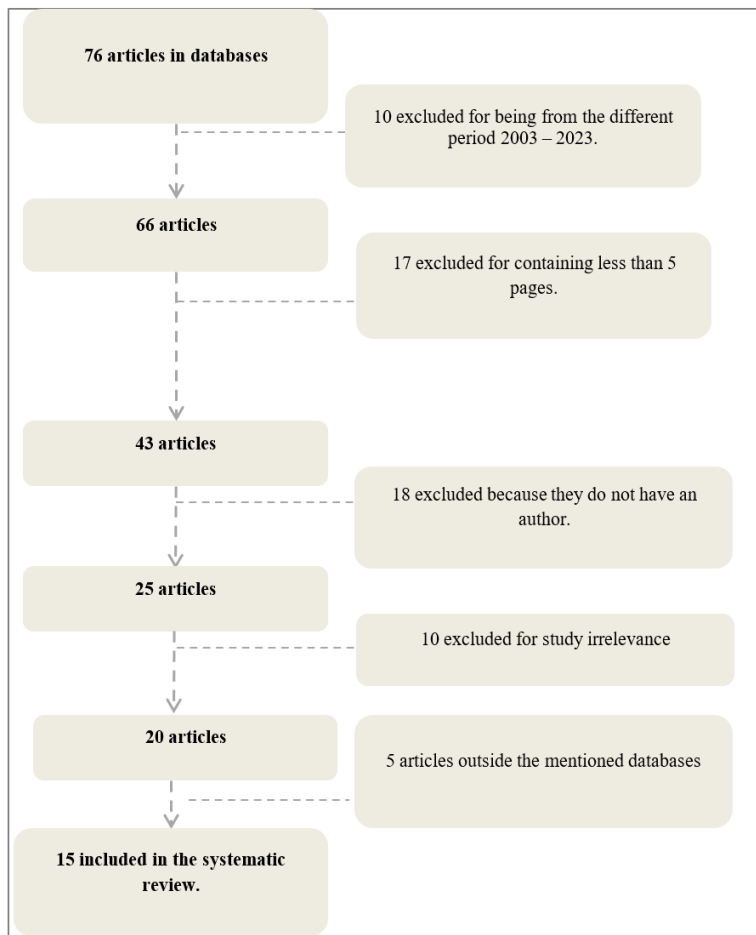 76 articles in databases
10 excluded for being from the different
period 2003 – 2023.
66 articles
17 excluded for containing less than 5
pages.
43 articles
18 excluded because they do not have an
author.
25 articles
10 excluded for study irrelevance
20 articles
5 articles outside the mentioned databases
15 included in the systematic
review.